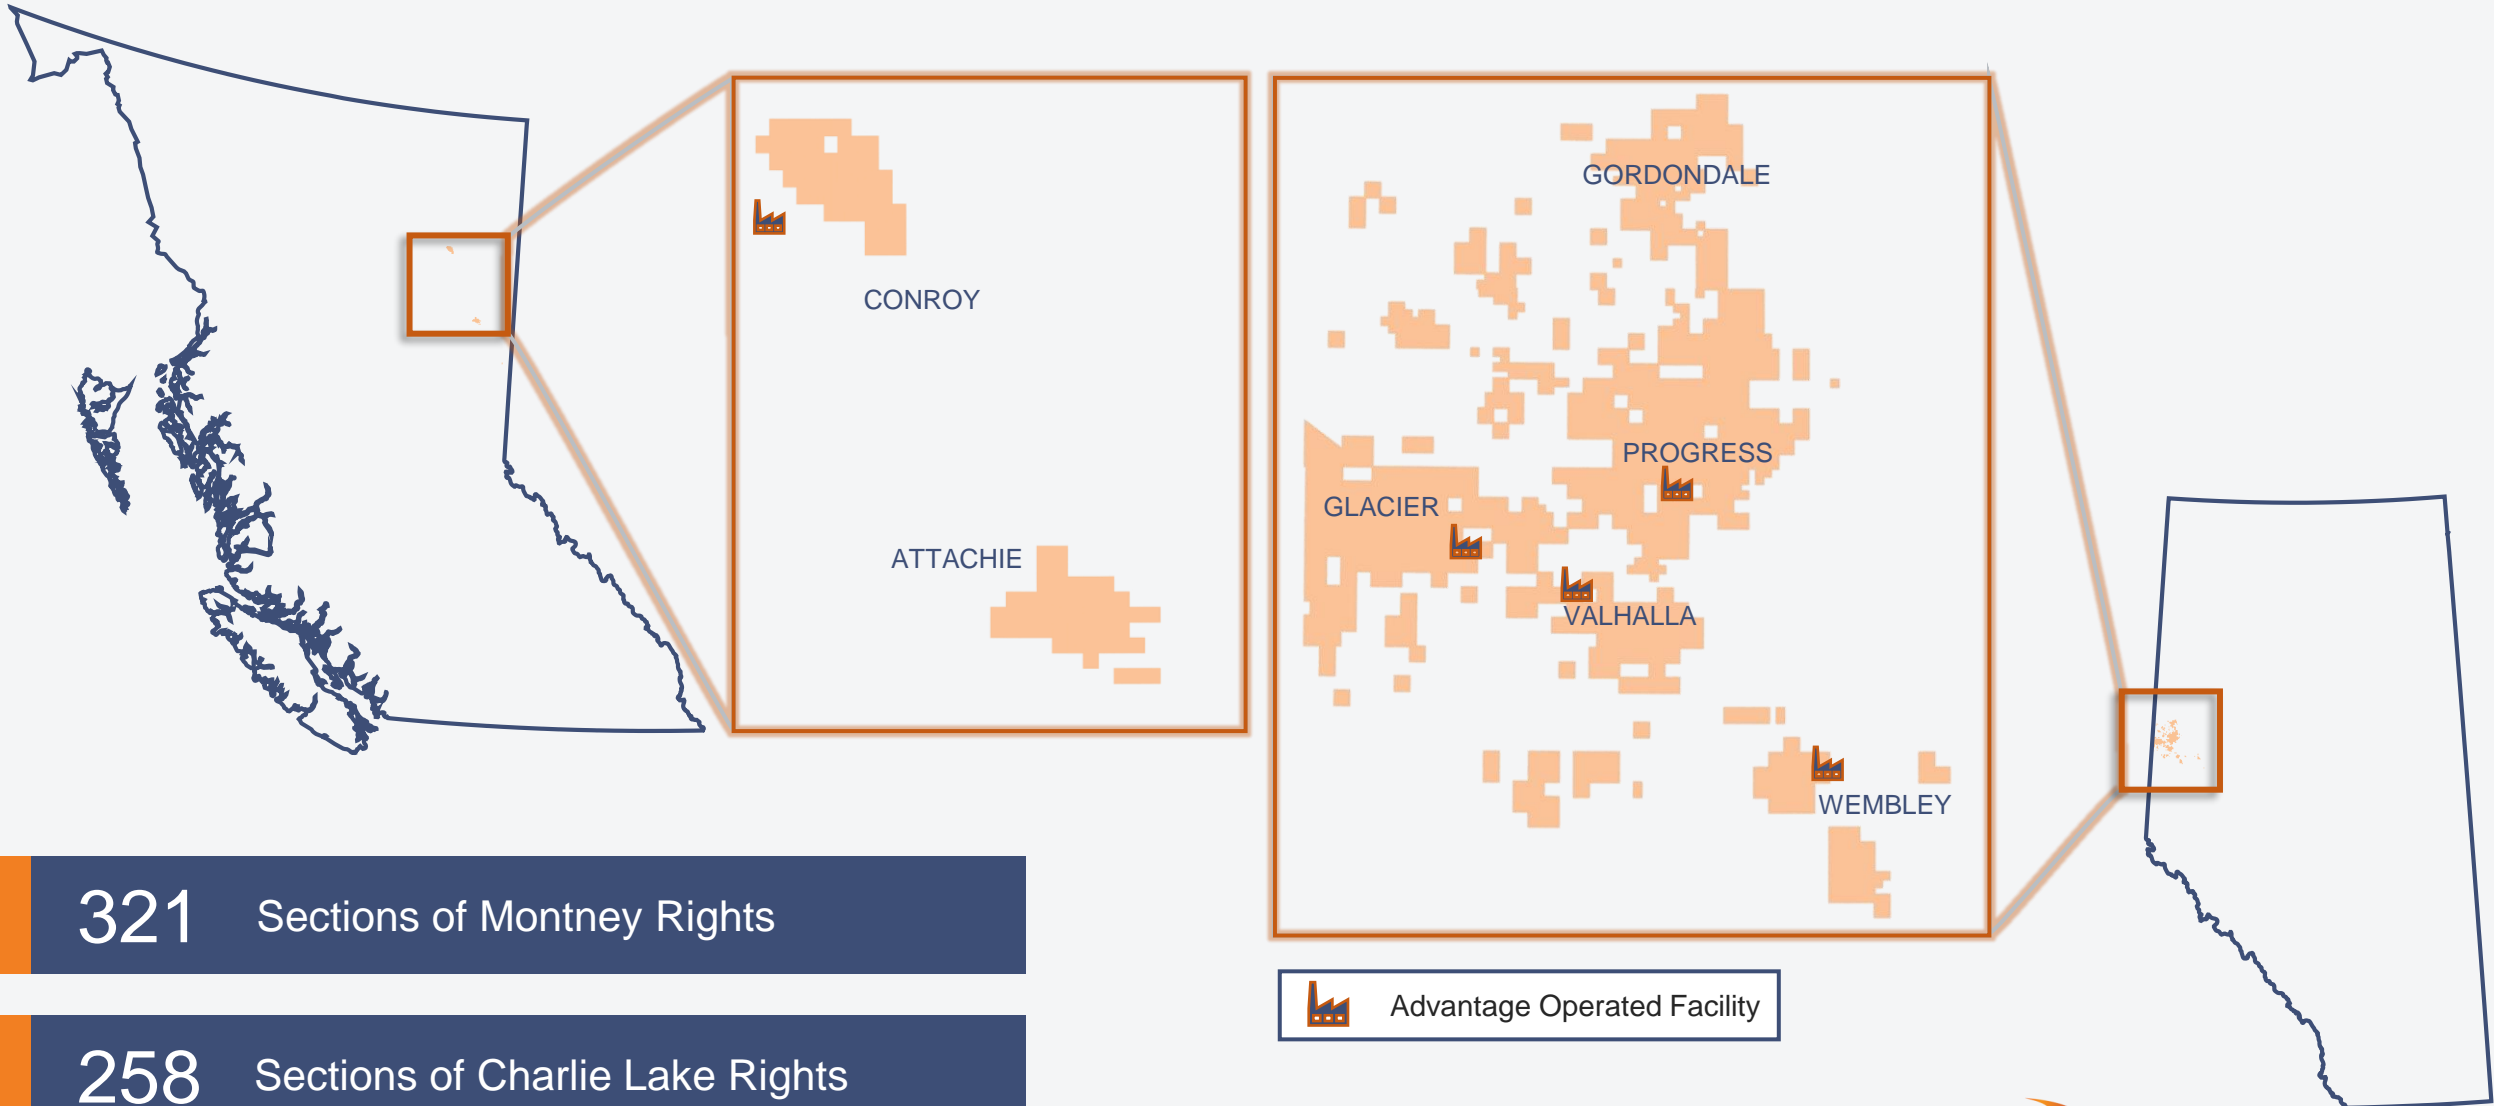 CONROY
ATTACHIE
GORDONDALE
PROGRESS
GLACIER
VALHALLA
WEMBLEY
321 Sections of Montney Rights
258 Sections of Charlie Lake Rights
Advantage Operated Facility